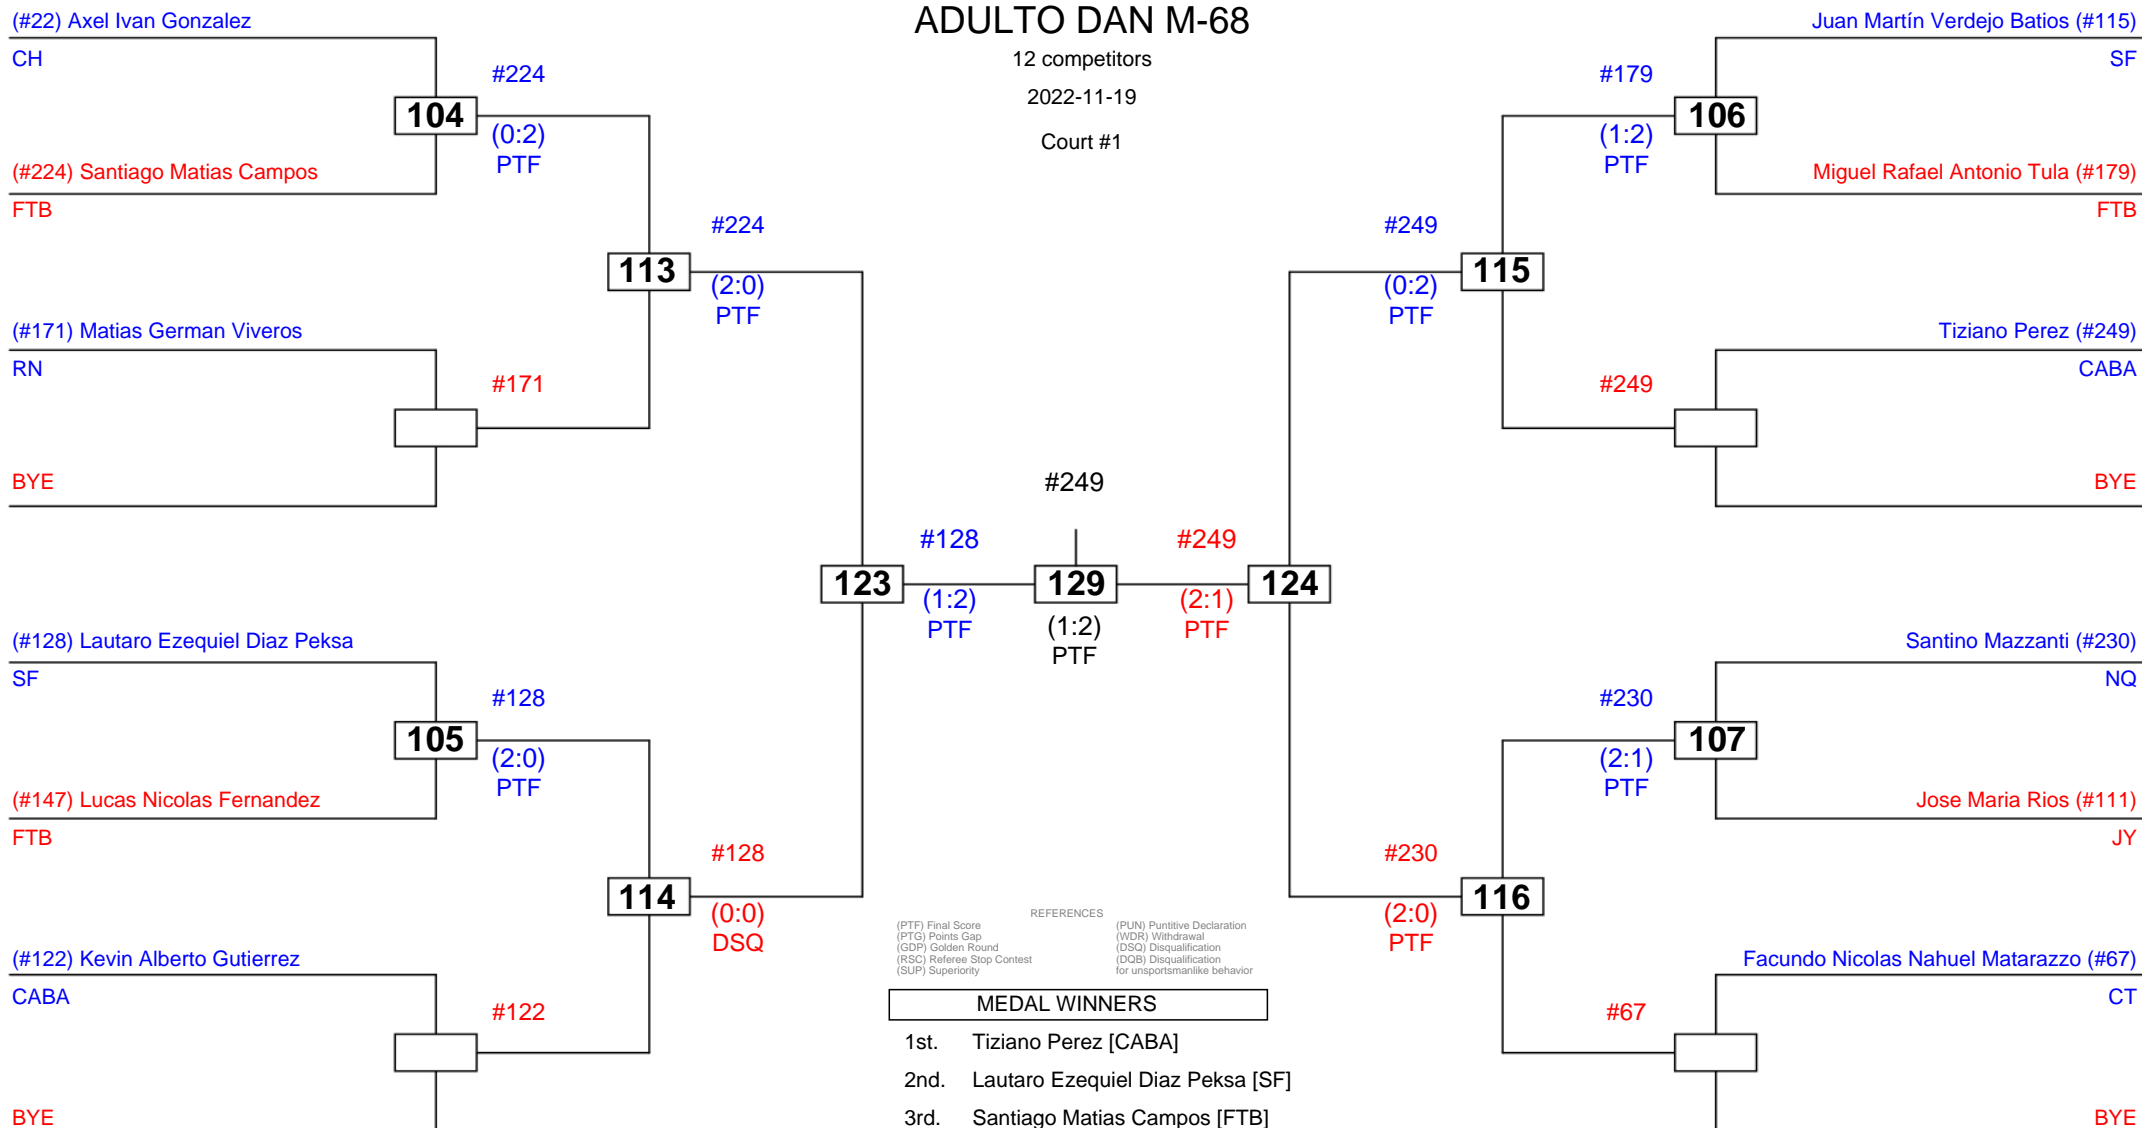 ADULTO DAN M-68
12 competitors
2022-11-19
Court #1
(#22) Axel Ivan Gonzalez
CH
104
#224
(0:2)
PTF
(#224) Santiago Matias Campos
FTB
113
#224
(2:0)
PTF
(#171) Matias German Viveros
RN
#171
BYE
(#128) Lautaro Ezequiel Diaz Peksa
SF
105
#128
(2:0)
PTF
(#147) Lucas Nicolas Fernandez
FTB
114
#128
(0:0)
DSQ
(#122) Kevin Alberto Gutierrez
CABA
#122
BYE
123
#128
(1:2)
PTF
#249
129
(1:2)
PTF
#249
(2:1)
PTF
124
Juan Martín Verdejo Batios (#115)
SF
#179
106
(1:2)
PTF
Miguel Rafael Antonio Tula (#179)
FTB
#249
115
(0:2)
PTF
Tiziano Perez (#249)
CABA
#249
BYE
Santino Mazzanti (#230)
NQ
#230
107
(2:1)
PTF
Jose Maria Rios (#111)
JY
#230
116
(2:0)
PTF
Facundo Nicolas Nahuel Matarazzo (#67)
CT
#67
BYE
REFERENCES
(PTF) Final Score
(PTG) Points Gap
(GDP) Golden Round
(RSC) Referee Stop Contest
(SUP) Superiority
(PUN) Puntitive Declaration
(WDR) Withdrawal
(DSQ) Disqualification
(DQB) Disqualification
for unsportsmanlike behavior
MEDAL WINNERS
1st. Tiziano Perez [CABA]
2nd. Lautaro Ezequiel Diaz Peksa [SF]
3rd. Santiago Matias Campos [FTB]